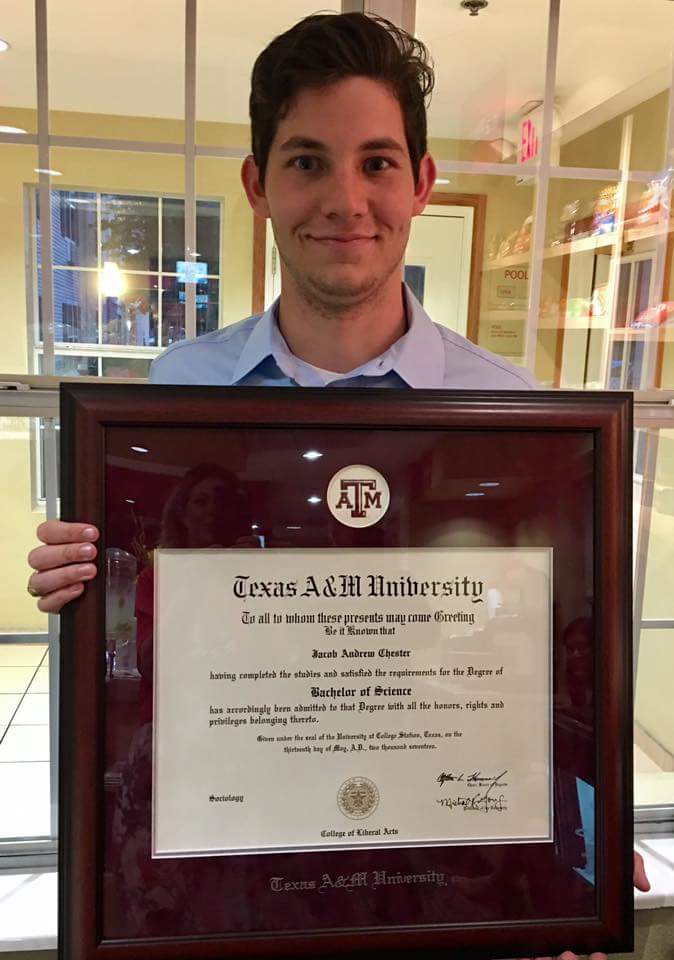 EXIT
POOL
ATM
Texas A&M University
To all to whom these presents may come Greeting
Be it Known that
Jacob Andrew Chester
having completed the studies and satisfied the requirements for the Degree of
Bachelor of Science
has accordingly been admitted to that Degree with all the honors, rights and
privileges belonging thereto.
Given under the seal of the University at College Station, Texas, on the
thirteenth day of May, A.D., two thousand seventeen.
Sociology
College of Liberal Arts
Texas A&M University